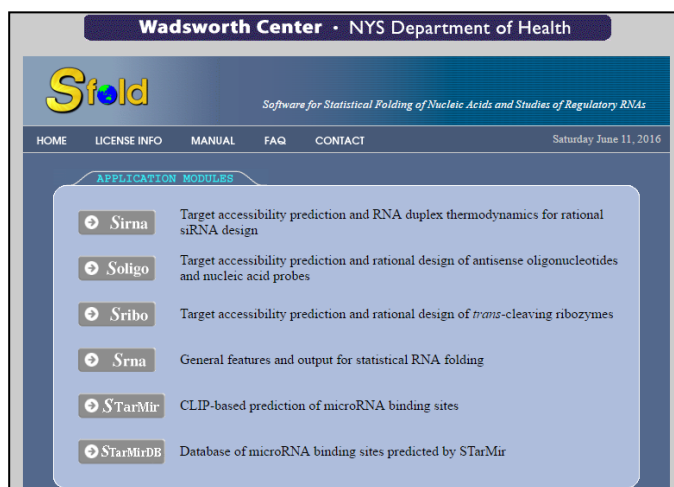 Wadsworth Center • NYS Department of Health
Sfold
Software for Statistical Folding of Nucleic Acids and Studies of Regulatory RNAs
HOME LICENSE INFO MANUAL FAQ CONTACT Saturday June 11, 2016
APPLICATION MODULES
Sirna Target accessibility prediction and RNA duplex thermodynamics for rational
siRNA design
Soligo Target accessibility prediction and rational design of antisense oligonucleotides
and nucleic acid probes
Sribo Target accessibility prediction and rational design of trans-cleaving ribozymes
Srna General features and output for statistical RNA folding
STarMir CLIP-based prediction of microRNA binding sites
STarMirDB Database of microRNA binding sites predicted by STarMir